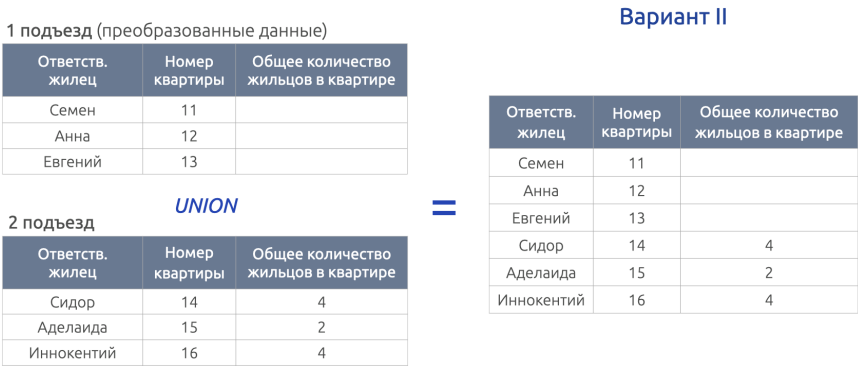 Вариант II
1 подъезд (преобразованные данные)
Ответств. жилец Номер квартиры Общее количество жильцов в квартире
Семен 11
Анна 12
Евгений 13
UNION
2 подъезд
Ответств. жилец Номер квартиры Общее количество жильцов в квартире
Сидор 14 4
Аделаида 15 2
Иннокентий 16 4
=
Ответств. жилец Номер квартиры Общее количество жильцов в квартире
Семен 11
Анна 12
Евгений 13
Сидор 14 4
Аделаида 15 2
Иннокентий 16 4